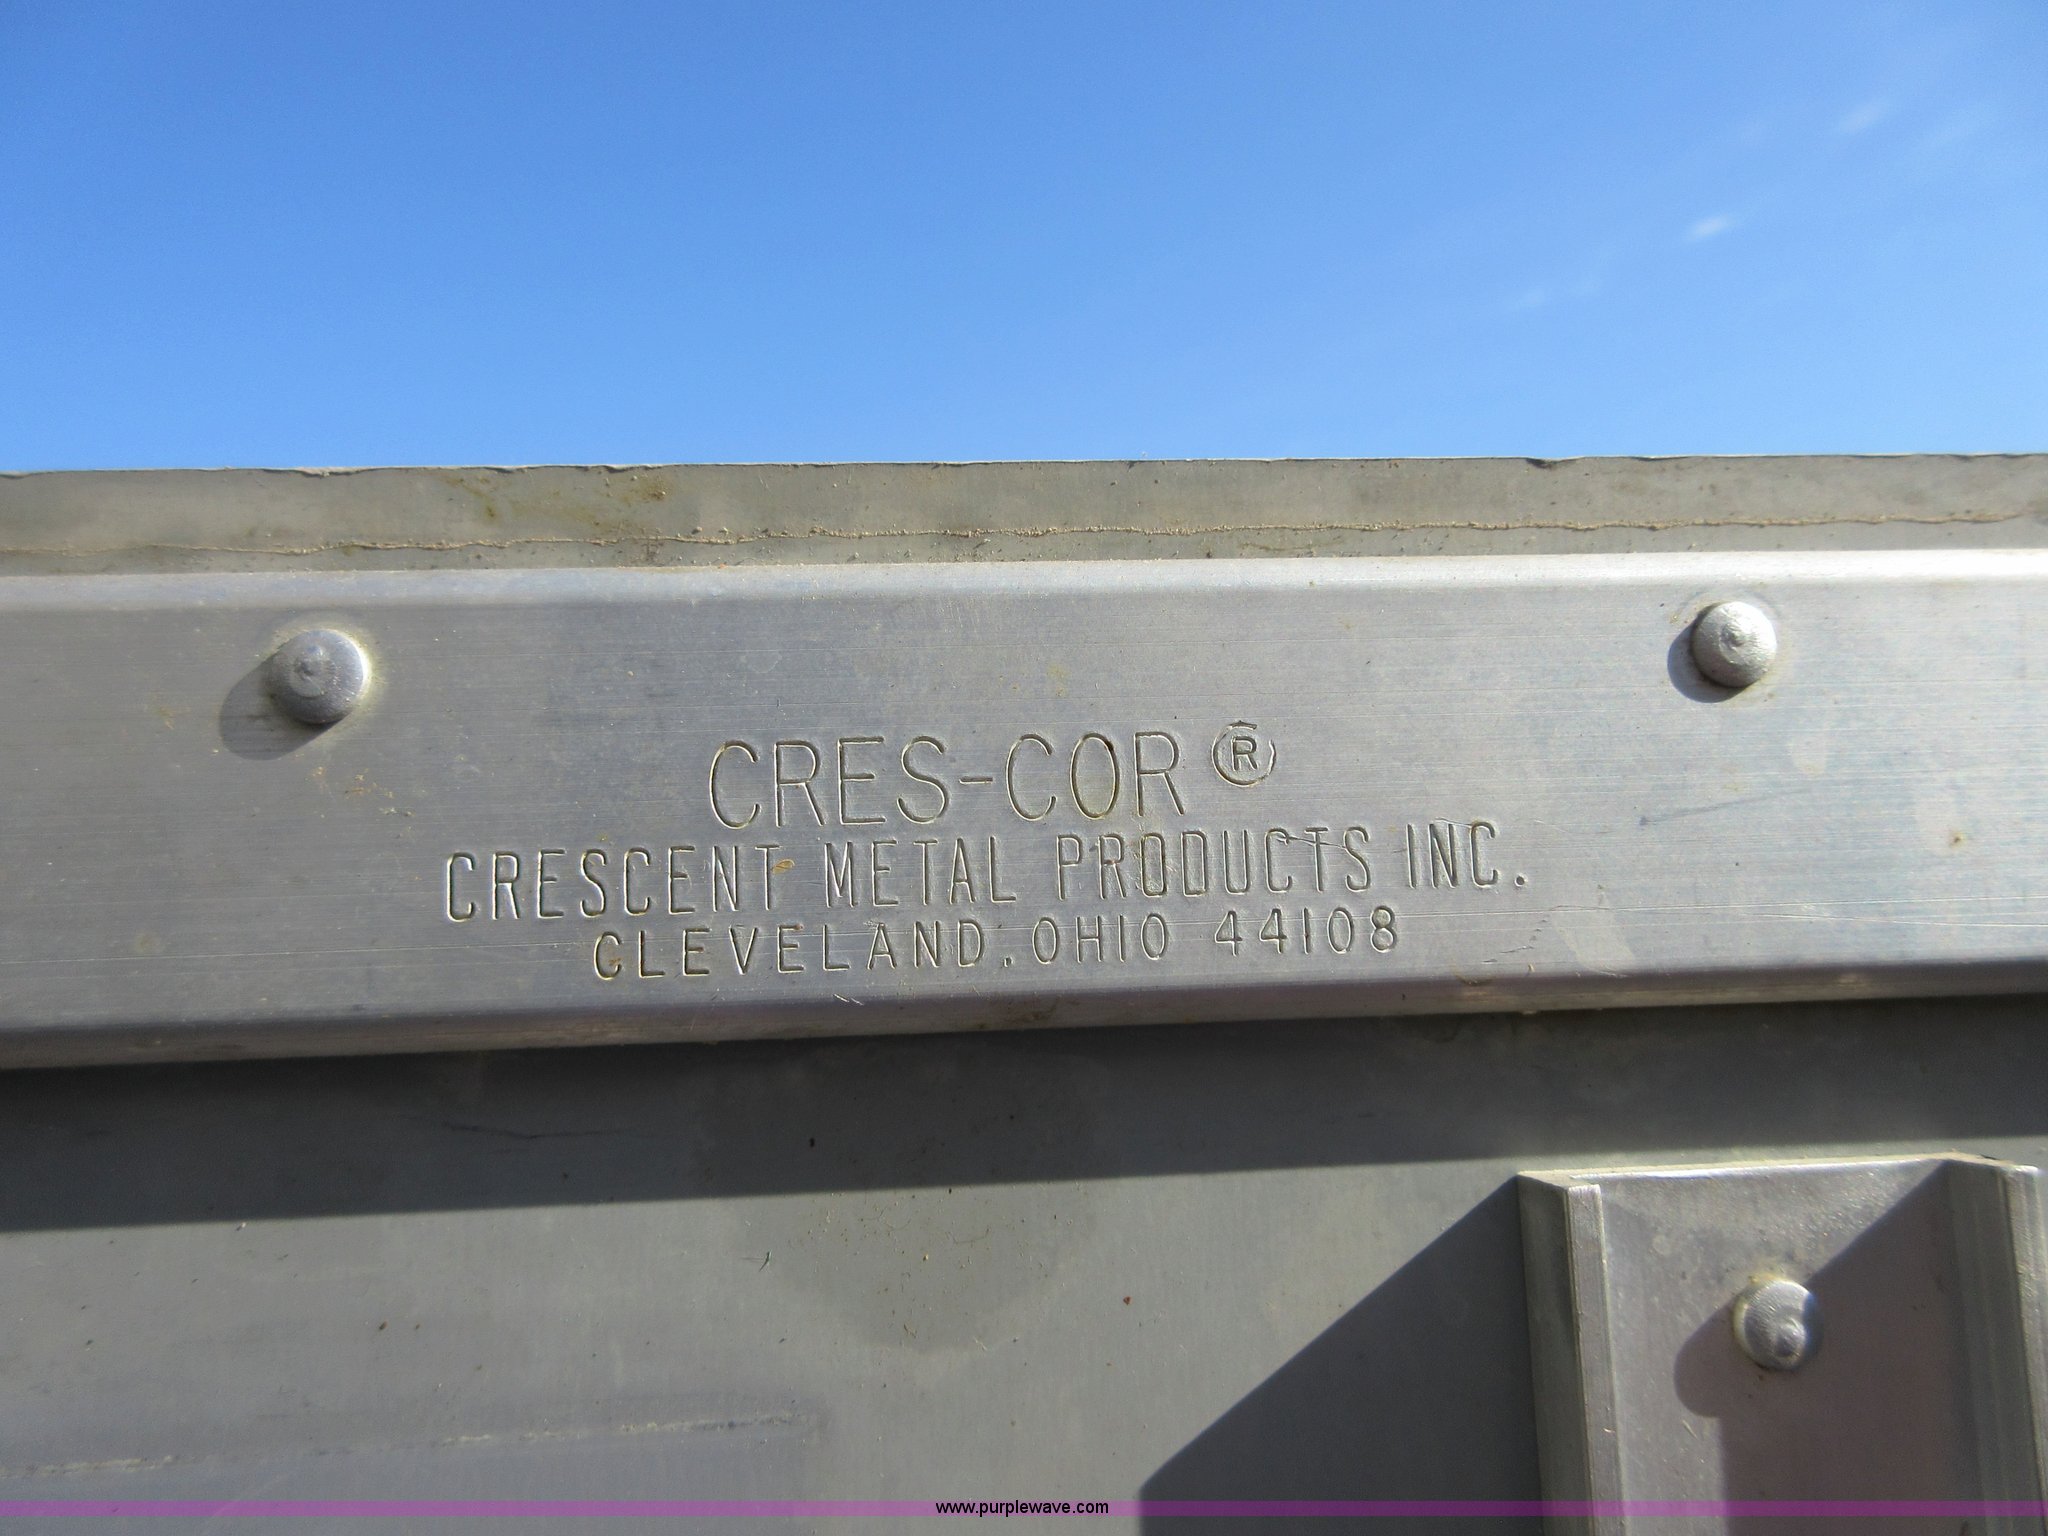 CRES-COR ®
CRESCENT METAL PRODUCTS INC.
CLEVELAND. OHIO 44108
www.purplewave.com